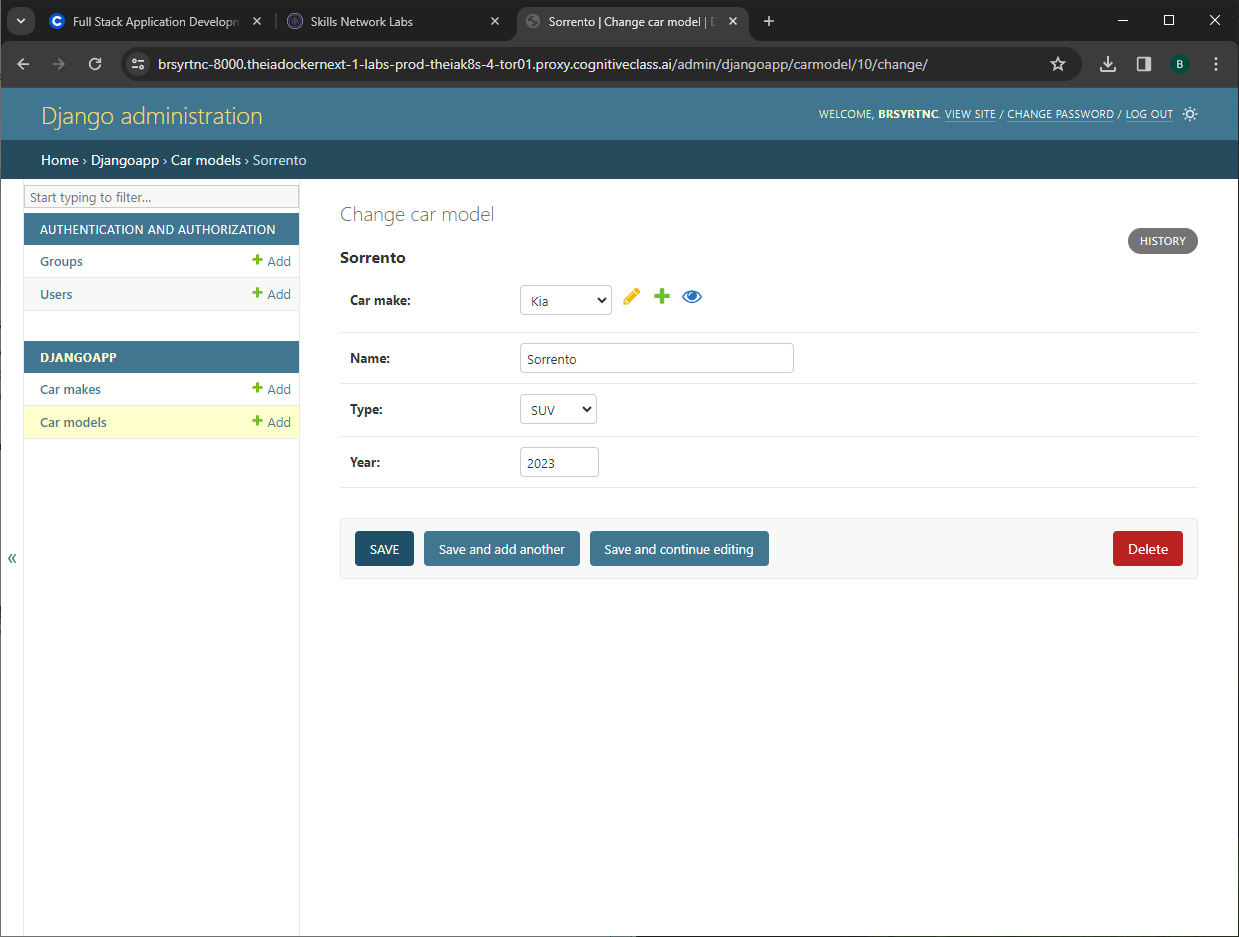 Full Stack Application Developn
Skills Network Labs
Sorrento | Change car model |
brsyrtnc-8000.theiadockernext-1-labs-prod-theiak8s-4-tor01.proxy.cognitiveclass.ai/admin/djangoapp/carmodel/10/change/
B
Django administration
WELCOME, BRSYRTNC. VIEW SITE / CHANGE PASSWORD / LOG OUT
Home › Djangoapp › Car models › Sorrento
Start typing to filter...
AUTHENTICATION AND AUTHORIZATION
Groups Add
Users Add
DJANGOAPP
Car makes Add
Car models Add
«
Change car model
HISTORY
Sorrento
Car make: Kia
Name: Sorrento
Type: SUV
Year: 2023
SAVE Save and add another Save and continue editing Delete